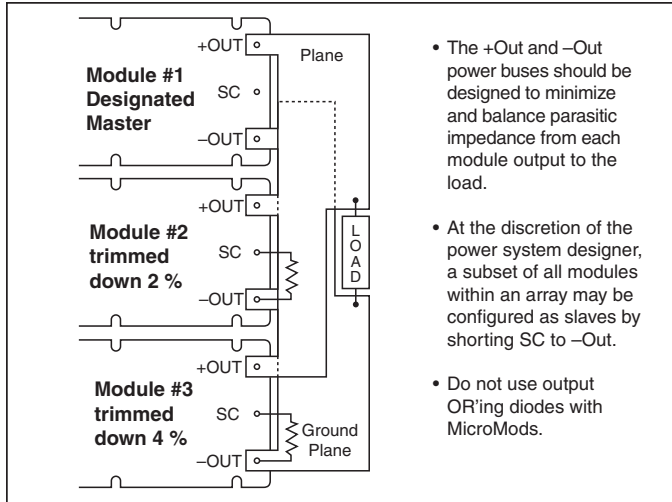 +OUT
Plane
Module #1
Designated
Master
SC
–OUT
+OUT
Module #2
trimmed
down 2 %
SC
–OUT
LOAD
+OUT
Module #3
trimmed
down 4 %
SC
Ground
Plane
–OUT
• The +Out and –Out
power buses should be
designed to minimize
and balance parasitic
impedance from each
module output to the
load.
• At the discretion of the
power system designer,
a subset of all modules
within an array may be
configured as slaves by
shorting SC to –Out.
• Do not use output
OR'ing diodes with
MicroMods.